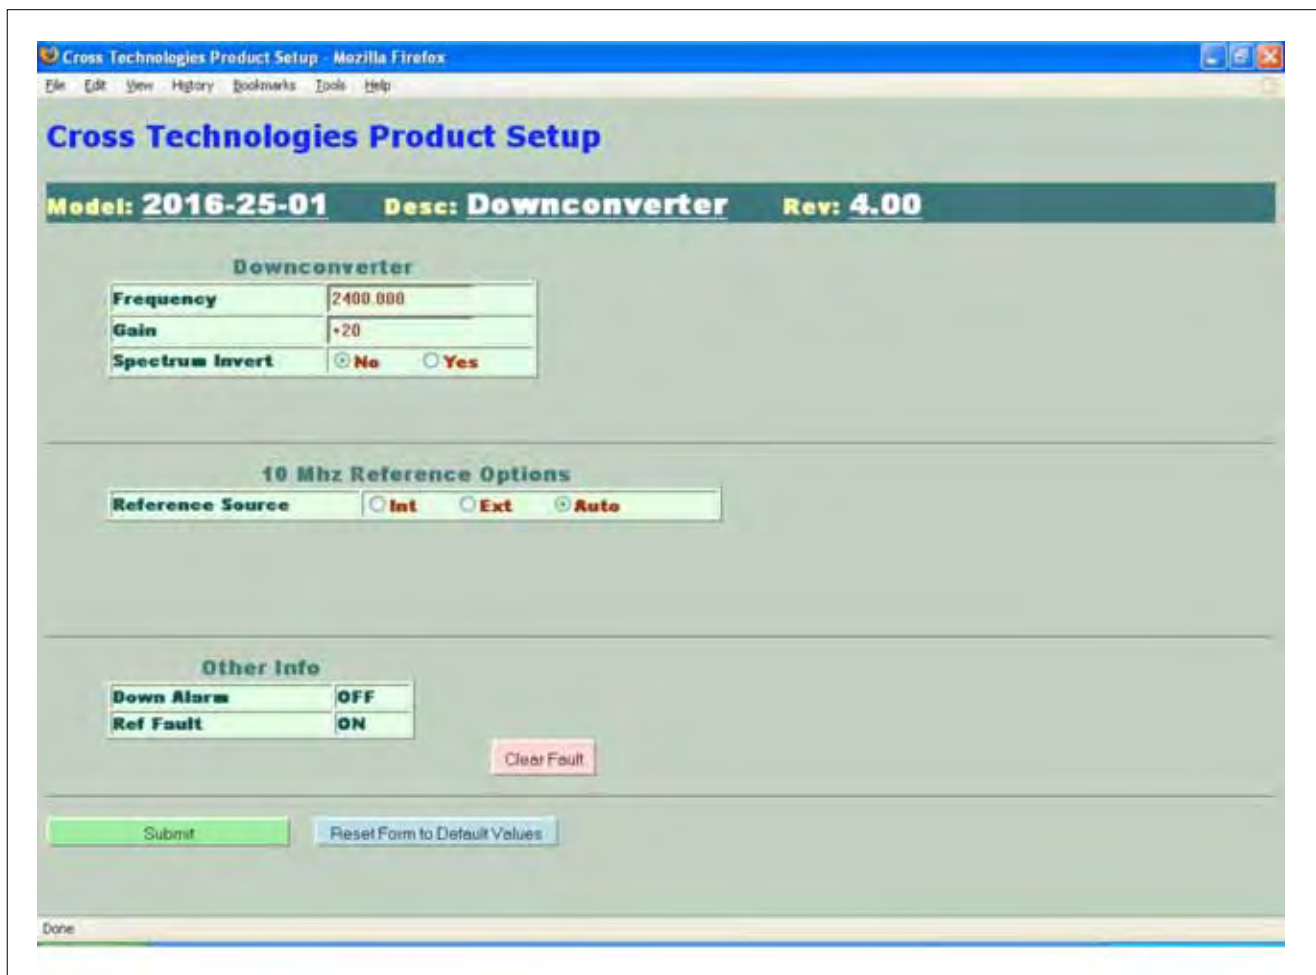 Cross Technologies Product Setup - Mozilla Firefox
File Edit View History Bookmarks Tools Help
Cross Technologies Product Setup
Model: 2016-25-01 Desc: Downconverter Rev: 4.00
Downconverter
Frequency 2400.000
Gain +20
Spectrum Invert No Yes
10 Mhz Reference Options
Reference Source Int Ext Auto
Other Info
Down Alarm OFF
Ref Fault ON
Clear Fault
Submit Reset Form to Default Values
Done